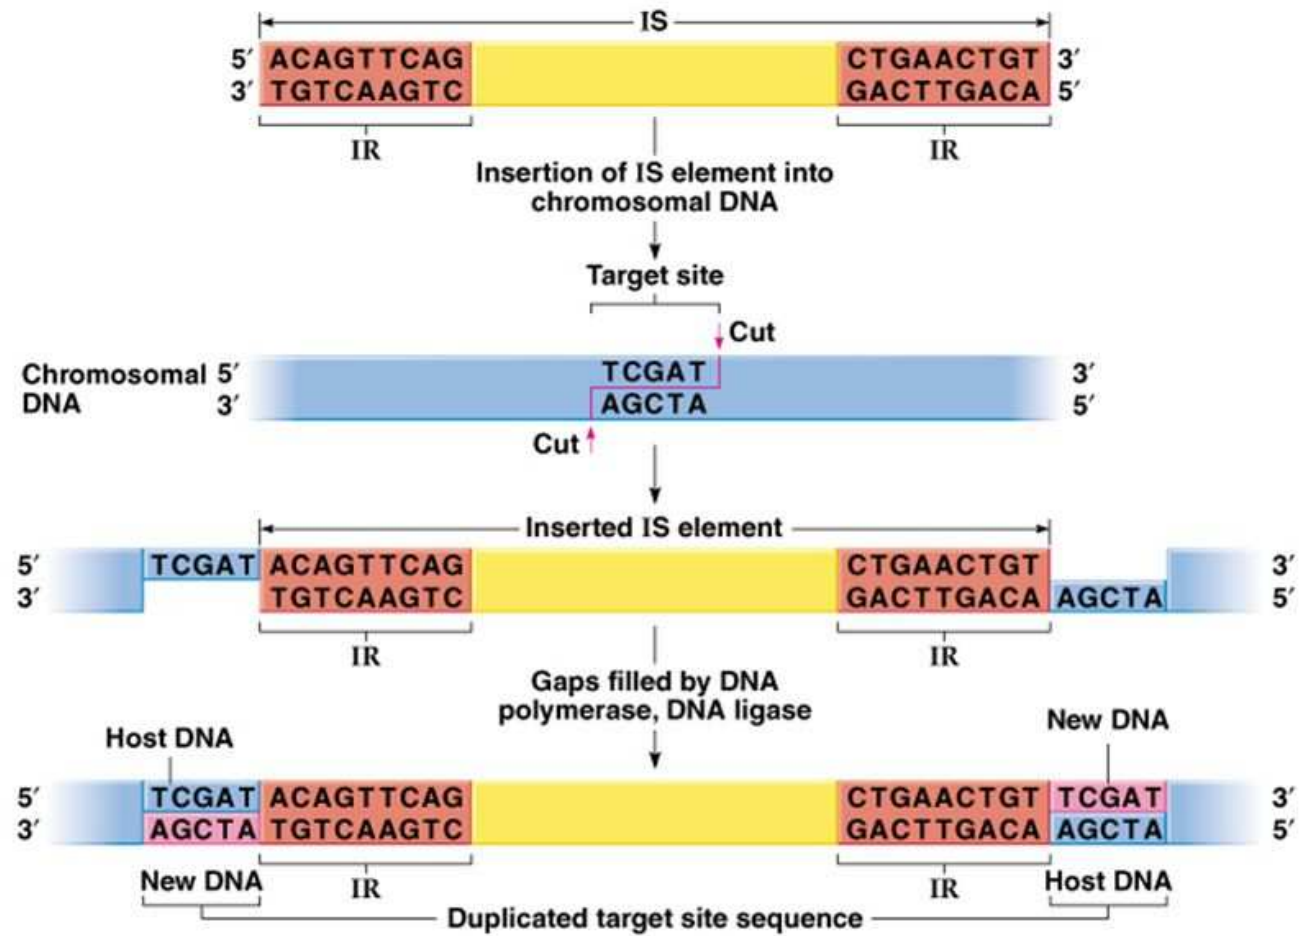 IS
5′ ACAGTTCAG CTGAACTGT 3′
3′ TGTCAAGTC GACTTGACA 5′
IR IR
Insertion of IS element into
chromosomal DNA
Target site
Cut
Chromosomal 5′ TCGAT 3′
DNA 3′ AGCTA 5′
Cut
Inserted IS element
5′ TCGAT ACAGTTCAG CTGAACTGT 3′
3′ TGTCAAGTC GACTTGACA AGCTA 5′
IR IR
Gaps filled by DNA
polymerase, DNA ligase
New DNA
Host DNA
5′ TCGAT ACAGTTCAG CTGAACTGT TCGAT 3′
3′ AGCTA TGTCAAGTC GACTTGACA AGCTA 5′
New DNA IR IR Host DNA
Duplicated target site sequence